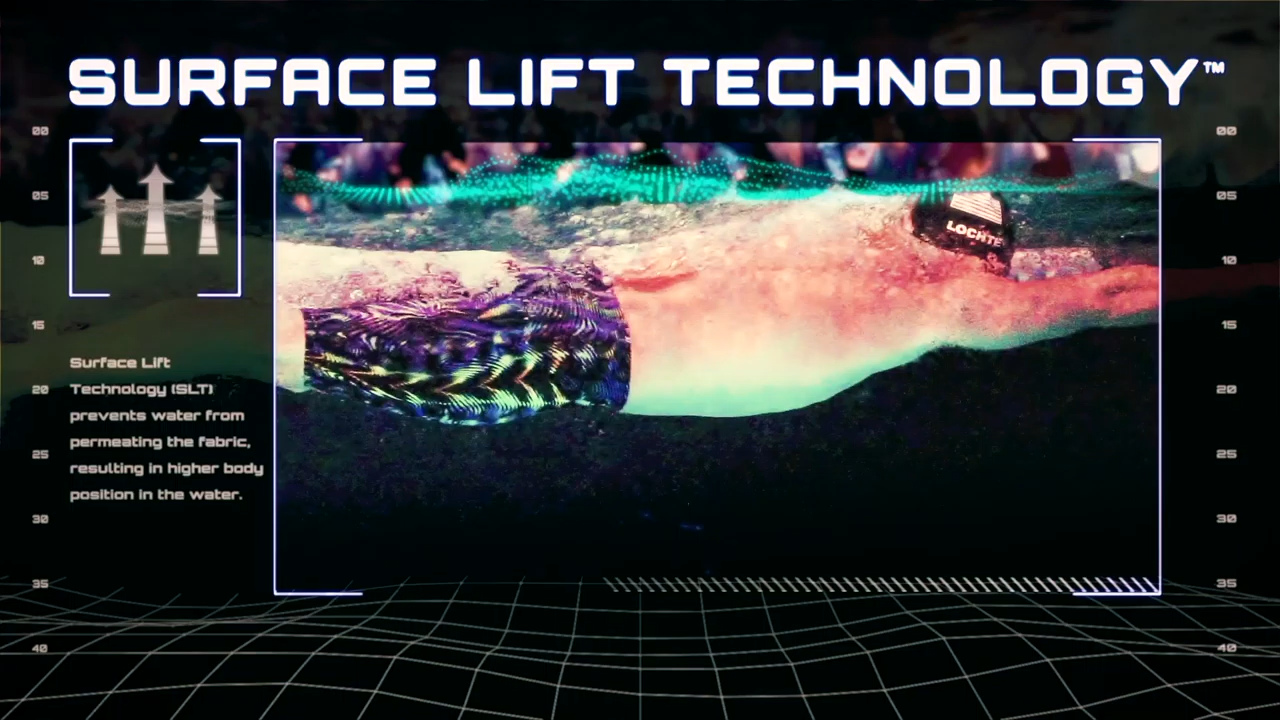 SURFACE LIFT TECHNOLOGY™
00
05
10
15
20
25
30
35
40
Surface Lift
Technology (SLT)
prevents water from
permeating the fabric,
resulting in higher body
position in the water.
LOCHTE
00
05
10
15
20
25
30
35
40